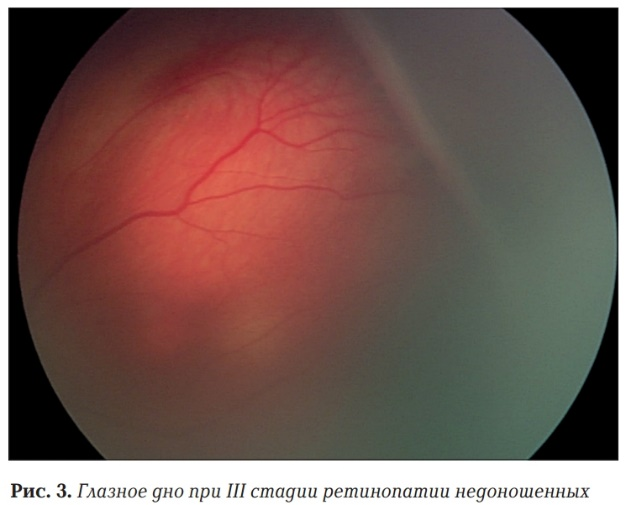 Рис. 3. Глазное дно при III стадии ретинопатии недоношенных